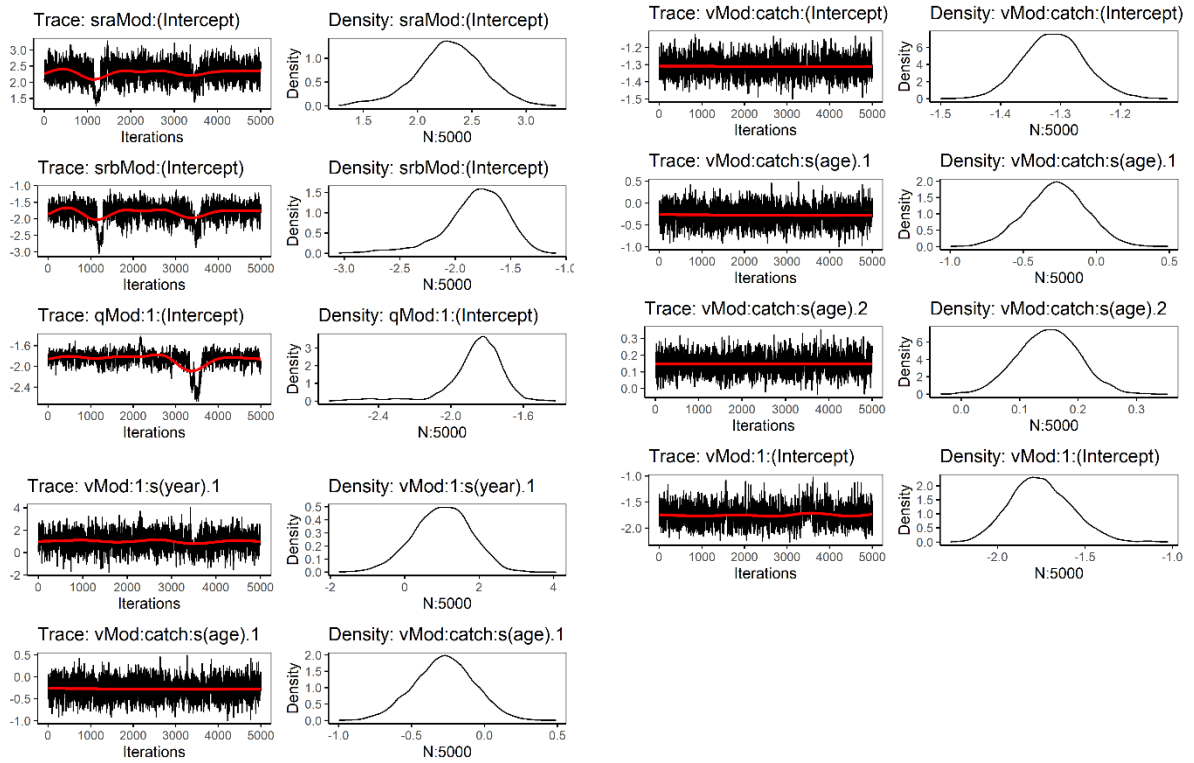 Trace: sraMod:(Intercept)
3.0
2.5
2.0
1.5
0 1000 2000 3000 4000 5000
Iterations
Density: sraMod:(Intercept)
Density
1.0
0.5
0.0
1.5 2.0 2.5 3.0
N:5000
Trace: srbMod:(Intercept)
-1.0
-1.5
-2.0
-2.5
-3.0
0 1000 2000 3000 4000 5000
Iterations
Density: srbMod:(Intercept)
Density
1.5
1.0
0.5
0.0
-3.0 -2.5 -2.0 -1.5 -1.0
N:5000
Trace: qMod:1:(Intercept)
-1.6
-2.0
-2.4
0 1000 2000 3000 4000 5000
Iterations
Density: qMod:1:(Intercept)
Density
3
2
1
0
-2.4 -2.0 -1.6
N:5000
Trace: vMod:1:s(year).1
4
2
0
-2
0 1000 2000 3000 4000 5000
Iterations
Density: vMod:1:s(year).1
Density
0.5
0.4
0.3
0.2
0.1
0.0
-2 0 2 4
N:5000
Trace: vMod:catch:s(age).1
0.5
0.0
-0.5
-1.0
0 1000 2000 3000 4000 5000
Iterations
Density: vMod:catch:s(age).1
Density
2.0
1.5
1.0
0.5
0.0
-1.0 -0.5 0.0 0.5
N:5000
Trace: vMod:catch:(Intercept)
-1.2
-1.3
-1.4
-1.5
0 1000 2000 3000 4000 5000
Iterations
Density: vMod:catch:(Intercept)
Density
6
4
2
0
-1.5 -1.4 -1.3 -1.2
N:5000
Trace: vMod:catch:s(age).1
0.5
0.0
-0.5
-1.0
0 1000 2000 3000 4000 5000
Iterations
Density: vMod:catch:s(age).1
Density
2.0
1.5
1.0
0.5
0.0
-1.0 -0.5 0.0 0.5
N:5000
Trace: vMod:catch:s(age).2
0.3
0.2
0.1
0.0
0 1000 2000 3000 4000 5000
Iterations
Density: vMod:catch:s(age).2
Density
6
4
2
0
0.0 0.1 0.2 0.3
N:5000
Trace: vMod:1:(Intercept)
-1.0
-1.5
-2.0
0 1000 2000 3000 4000 5000
Iterations
Density: vMod:1:(Intercept)
Density
2.0
1.5
1.0
0.5
0.0
-2.0 -1.5 -1.0
N:5000